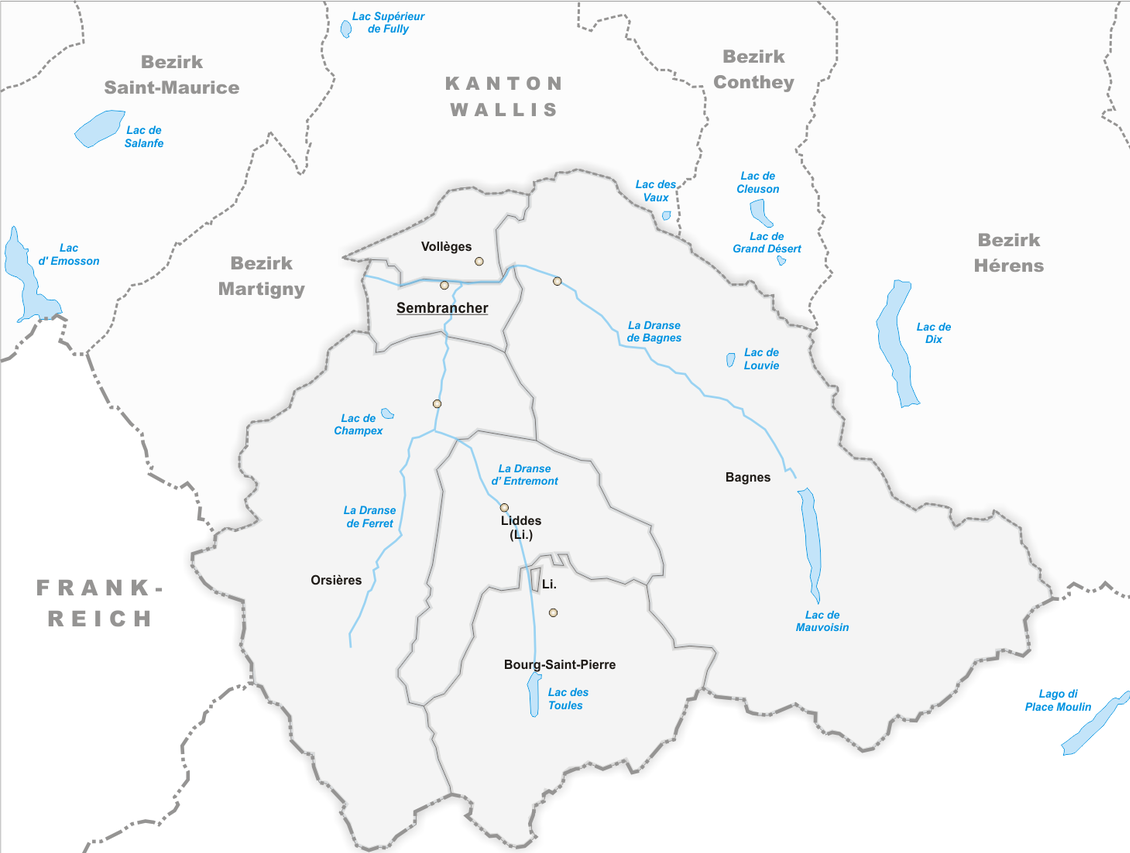 Lac Supérieur
de Fully
Bezirk
Saint-Maurice
KANTON
WALLIS
Bezirk
Conthey
Lac de
Salanfe
Lac des
Vaux
Lac de
Cleuson
Lac de
Grand Désert
Lac
d' Emosson
Bezirk
Martigny
Vollèges
Bezirk
Hérens
Sembrancher
La Dranse
de Bagnes
Lac de
Dix
Lac de
Louvie
Lac de
Champex
La Dranse
d' Entremont
Bagnes
La Dranse
de Ferret
Liddes
(Li.)
Orsières
Li.
FRANK-
REICH
Lac de
Mauvoisin
Bourg-Saint-Pierre
Lac des
Toules
Lago di
Place Moulin